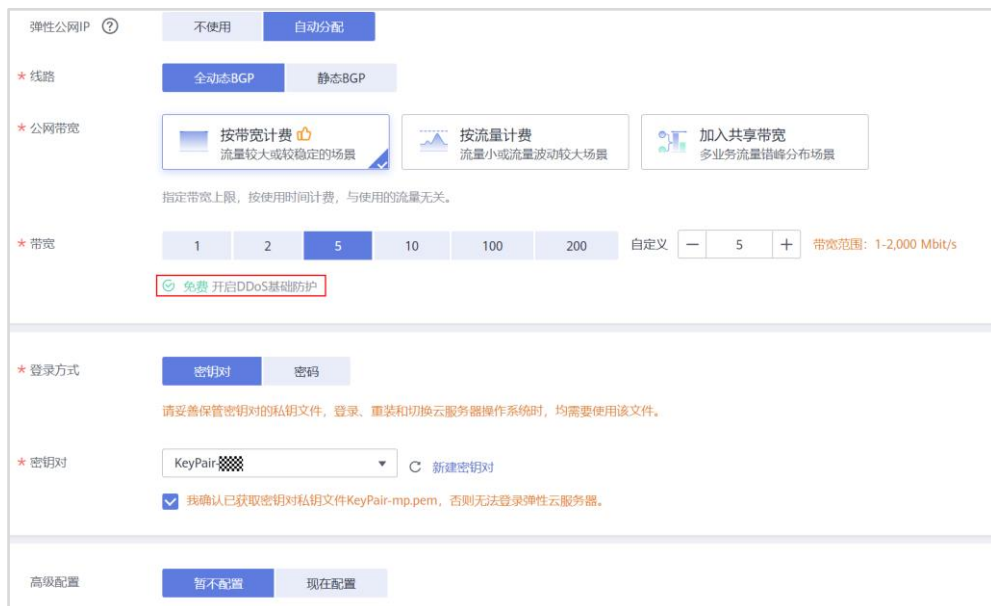 弹性公网IP ? 不使用 自动分配
* 线路 全动态BGP 静态BGP
* 公网带宽 按带宽计费 按流量计费 加入共享带宽
流量较大或较稳定的场景 流量小或流量波动较大场景 多业务流量错峰分布场景
指定带宽上限，按使用时间计费，与使用的流量无关。
* 带宽 1 2 5 10 100 200 自定义 — 5 + 带宽范围：1-2,000 Mbit/s
免费 开启DDoS基础防护
* 登录方式 密钥对 密码
请妥善保管密钥对的私钥文件，登录、重装和切换云服务器操作系统时，均需要使用该文件。
* 密钥对 KeyPair- 新建密钥对
我确认已获取密钥对私钥文件KeyPair-mp.pem，否则无法登录弹性云服务器。
高级配置 暂不配置 现在配置